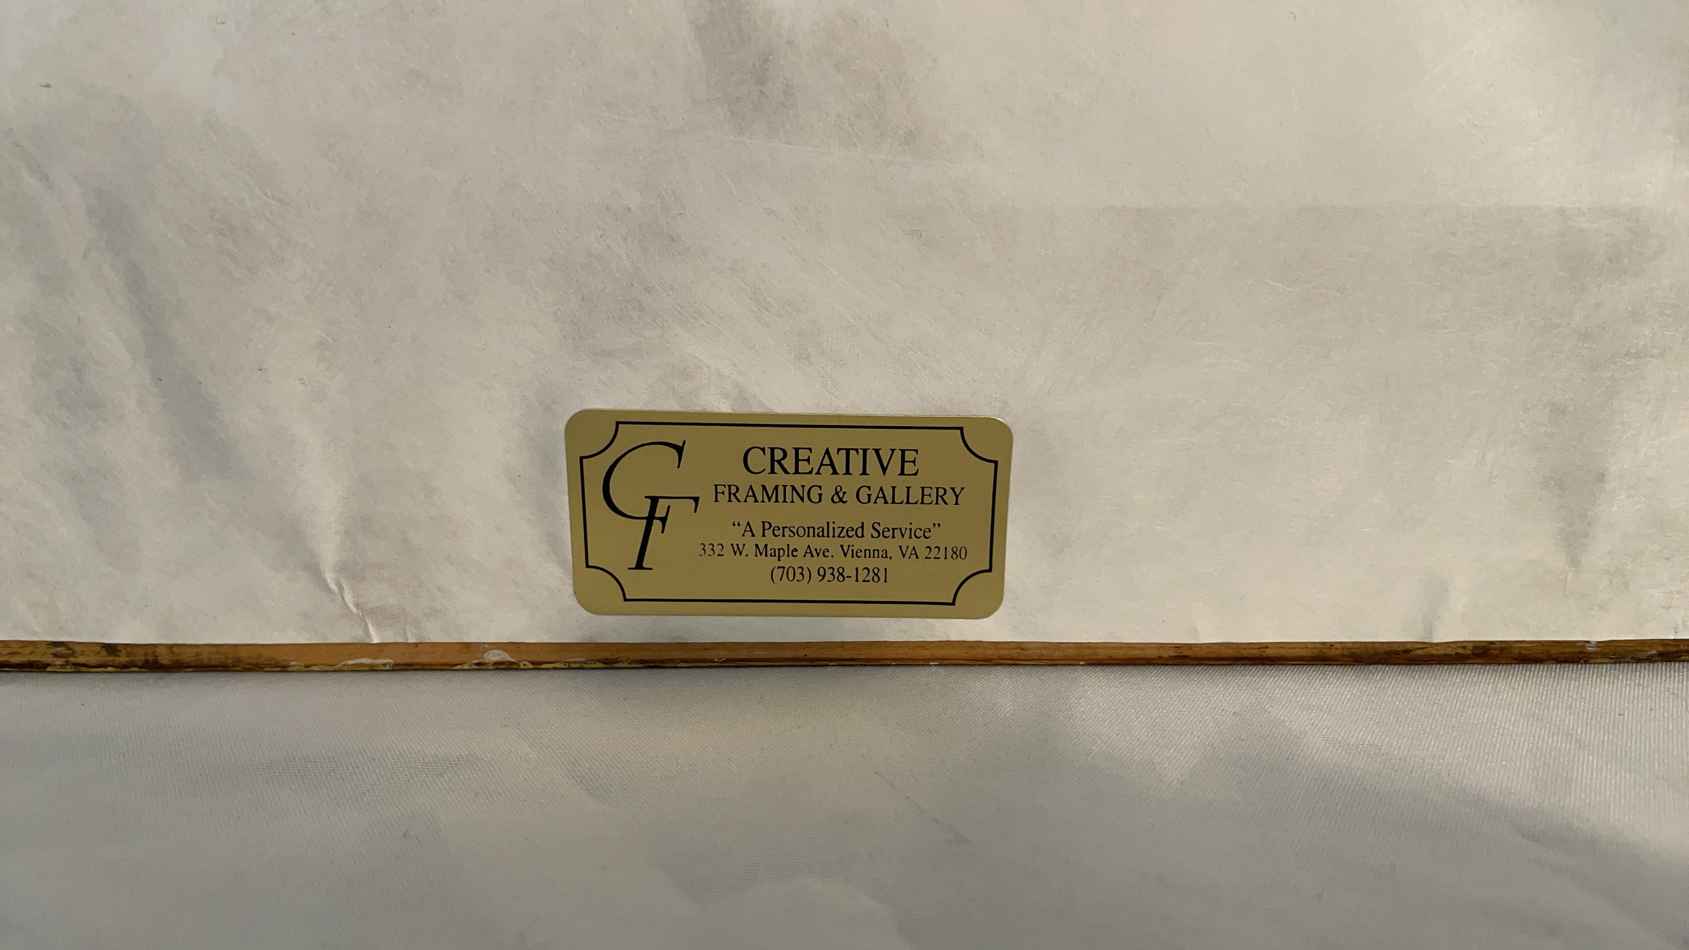 CF
CREATIVE
FRAMING & GALLERY
“A Personalized Service”
332 W. Maple Ave. Vienna, VA 22180
(703) 938-1281